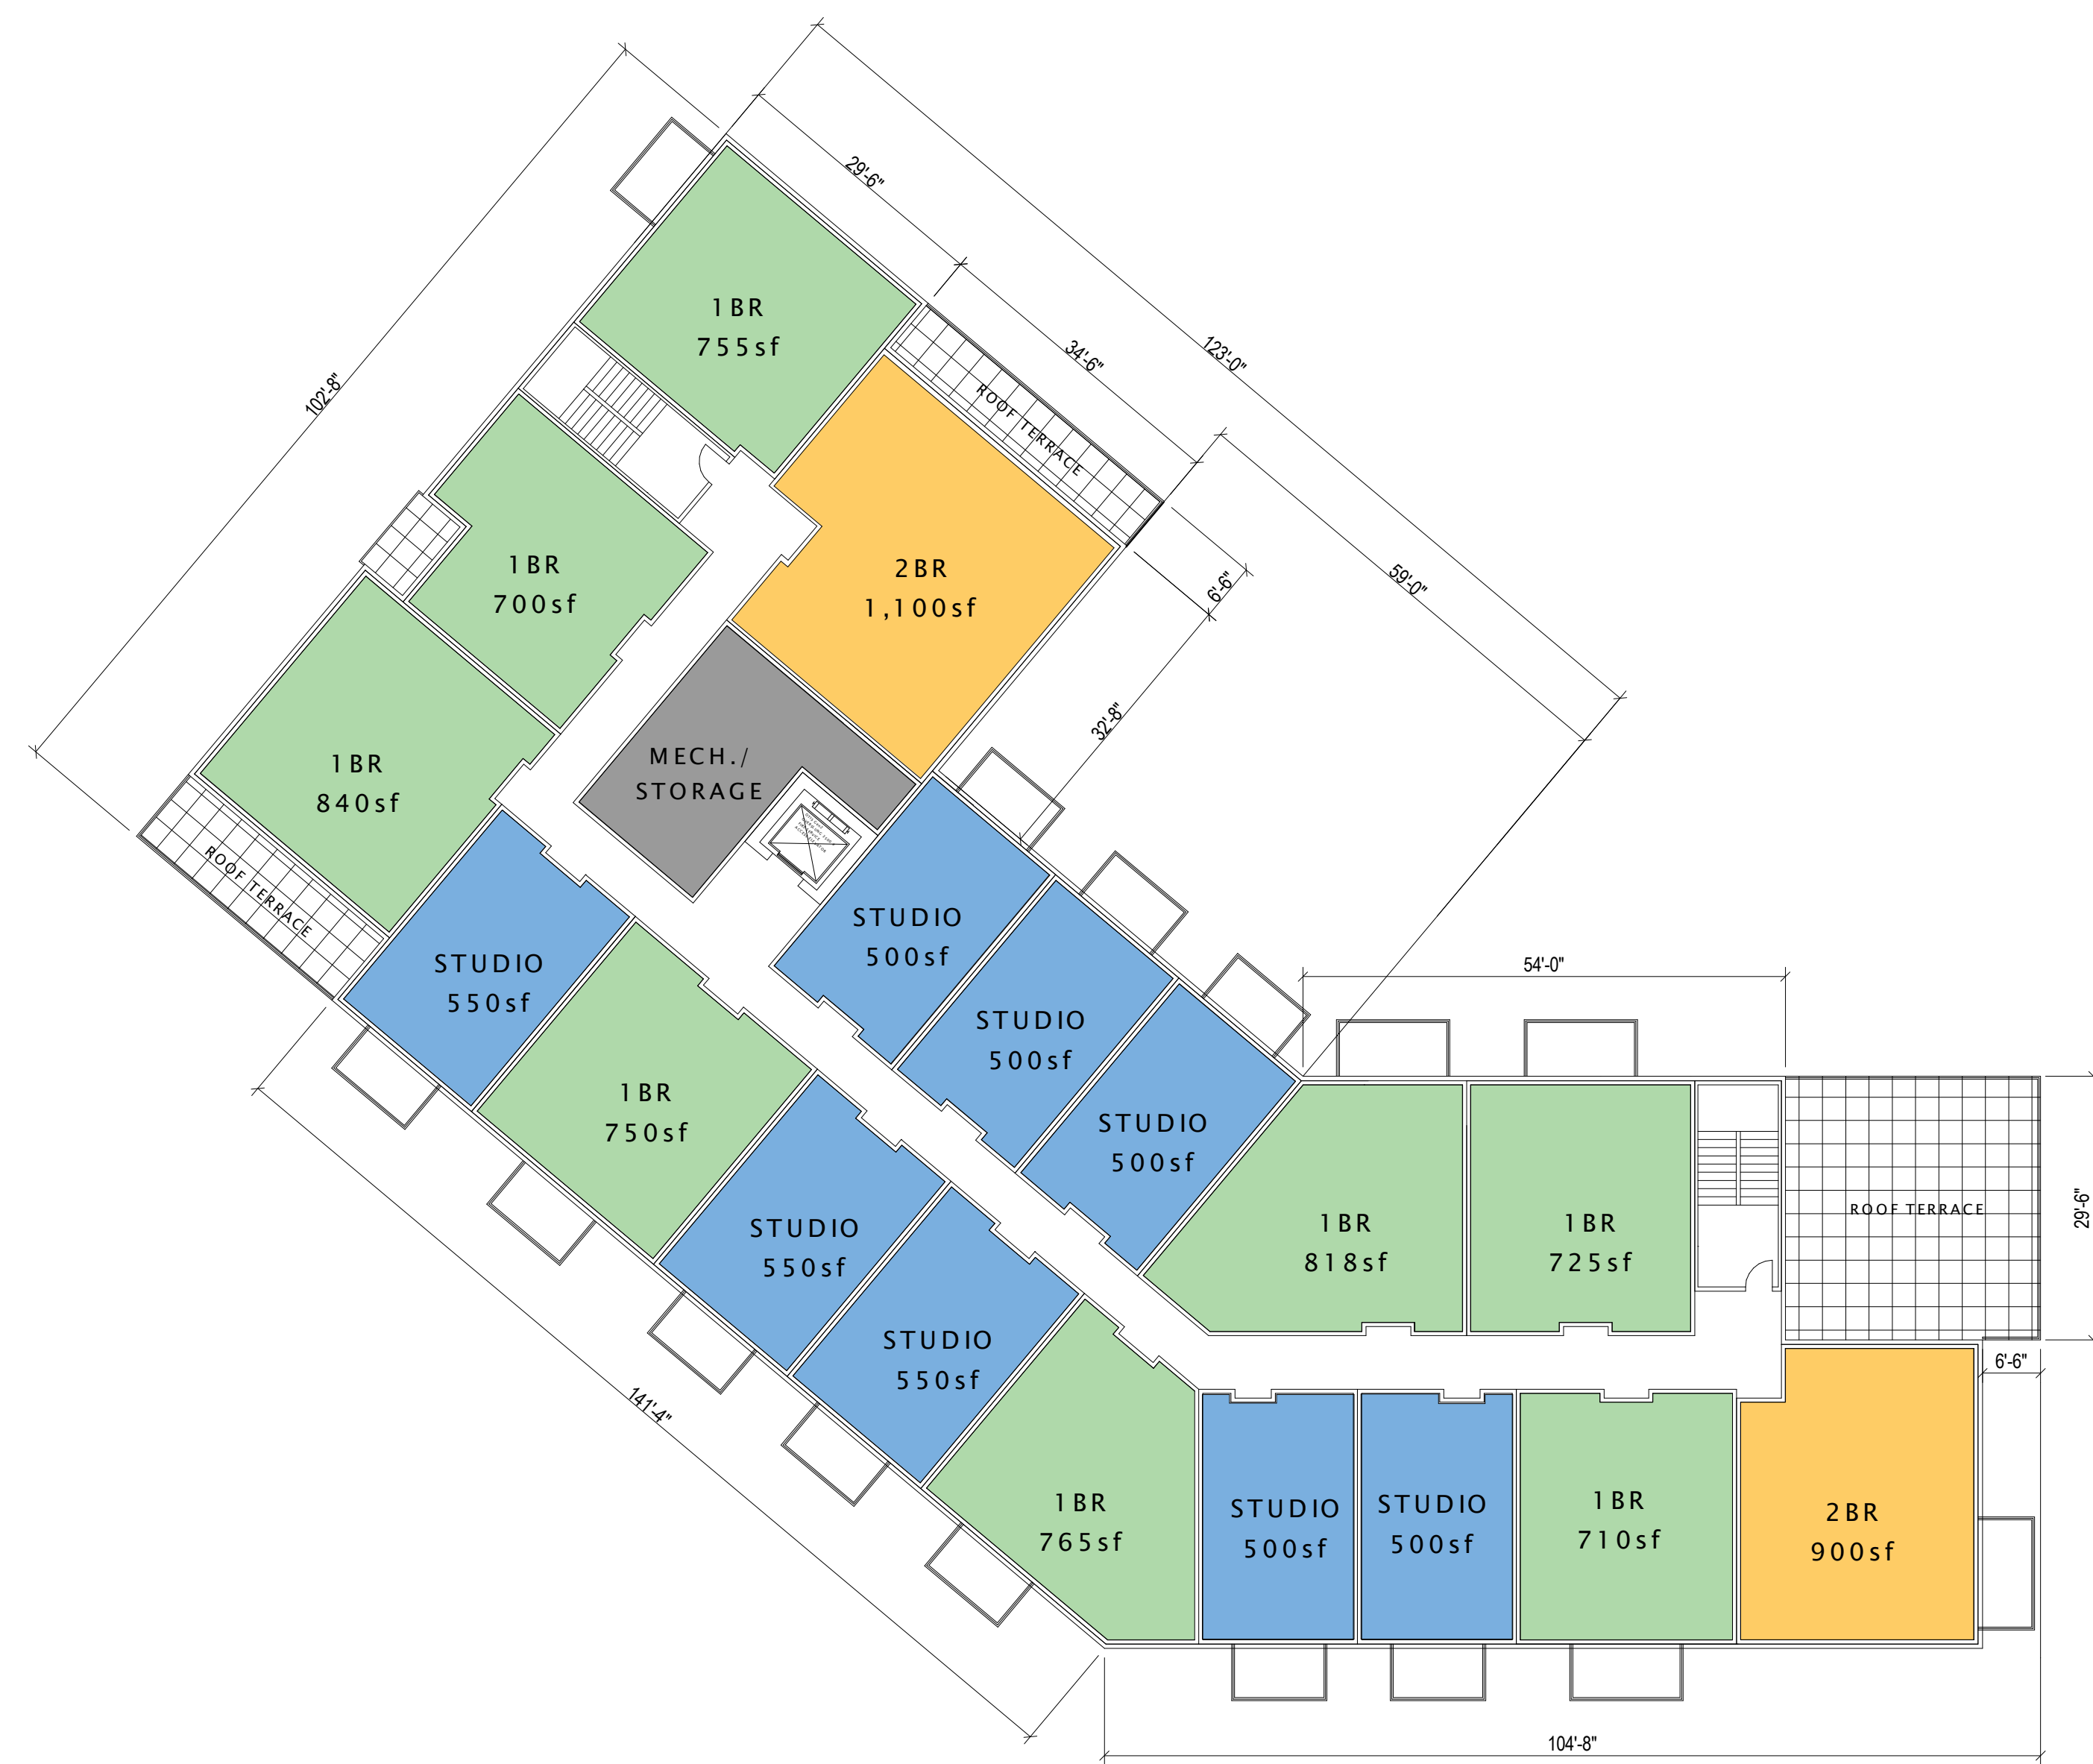 29'-6"
123'-0"
34'-6"
102'-8"
1BR
755sf
ROOF TERRACE
59'-0"
6'-6"
32'-8"
1BR
700sf
2BR
1,100sf
1BR
840sf
MECH./
STORAGE
ROOF TERRACE
STUDIO
550sf
STUDIO
500sf
54'-0"
STUDIO
500sf
1BR
750sf
STUDIO
500sf
STUDIO
550sf
1BR
818sf
1BR
725sf
ROOF TERRACE
29'-6"
STUDIO
550sf
6'-6"
141'-4"
1BR
765sf
STUDIO
500sf
STUDIO
500sf
1BR
710sf
2BR
900sf
104'-8"